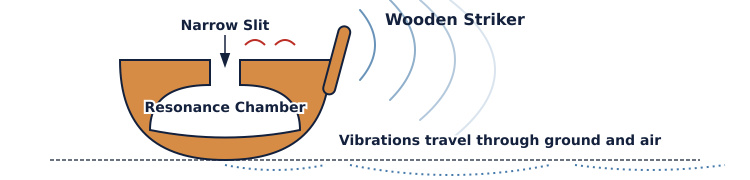 Wooden Striker
Narrow Slit
Resonance Chamber
Vibrations travel through ground and air